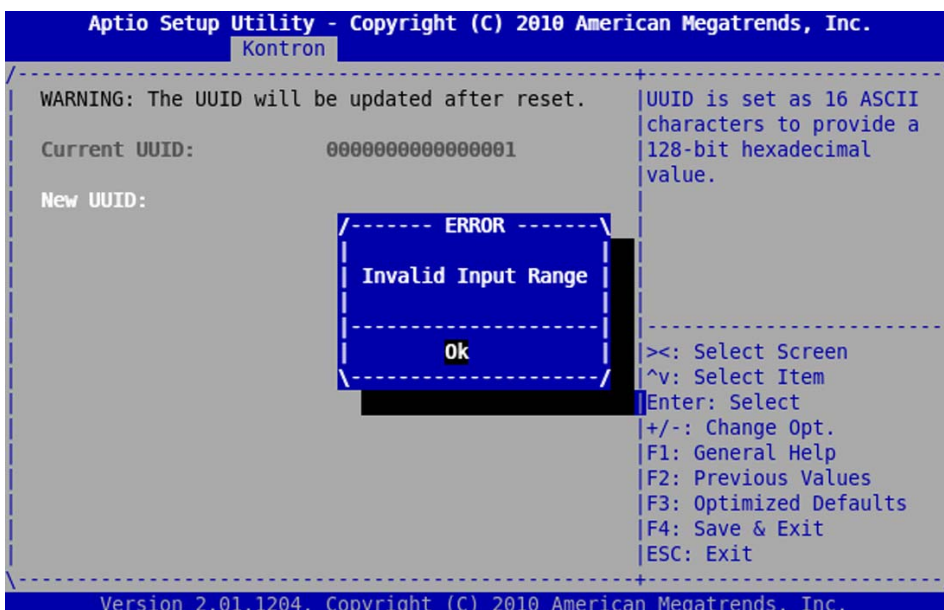 Aptio Setup Utility - Copyright (C) 2010 American Megatrends, Inc.
Kontron
WARNING: The UUID will be updated after reset.
Current UUID: 0000000000000001
New UUID:
ERROR
Invalid Input Range
Ok
UUID is set as 16 ASCII
characters to provide a
128-bit hexadecimal
value.
><: Select Screen
^v: Select Item
Enter: Select
+/-: Change Opt.
F1: General Help
F2: Previous Values
F3: Optimized Defaults
F4: Save & Exit
ESC: Exit
Version 2.01.1204. Copyright (C) 2010 American Megatrends, Inc.